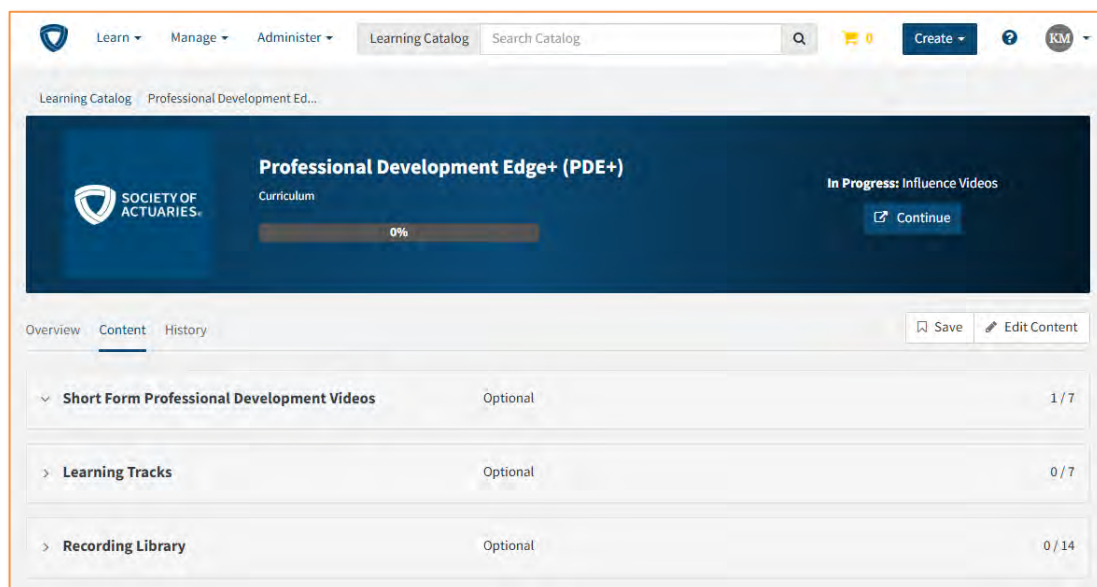 Learn Manage Administer Learning Catalog Search Catalog 0 Create ? KM
Learning Catalog Professional Development Ed...
Professional Development Edge+ (PDE+)
Curriculum
0%
SOCIETY OF
ACTUARIES®
In Progress: Influence Videos
Continue
Overview Content History Save Edit Content
Short Form Professional Development Videos Optional 1 / 7
Learning Tracks Optional 0 / 7
Recording Library Optional 0 / 14